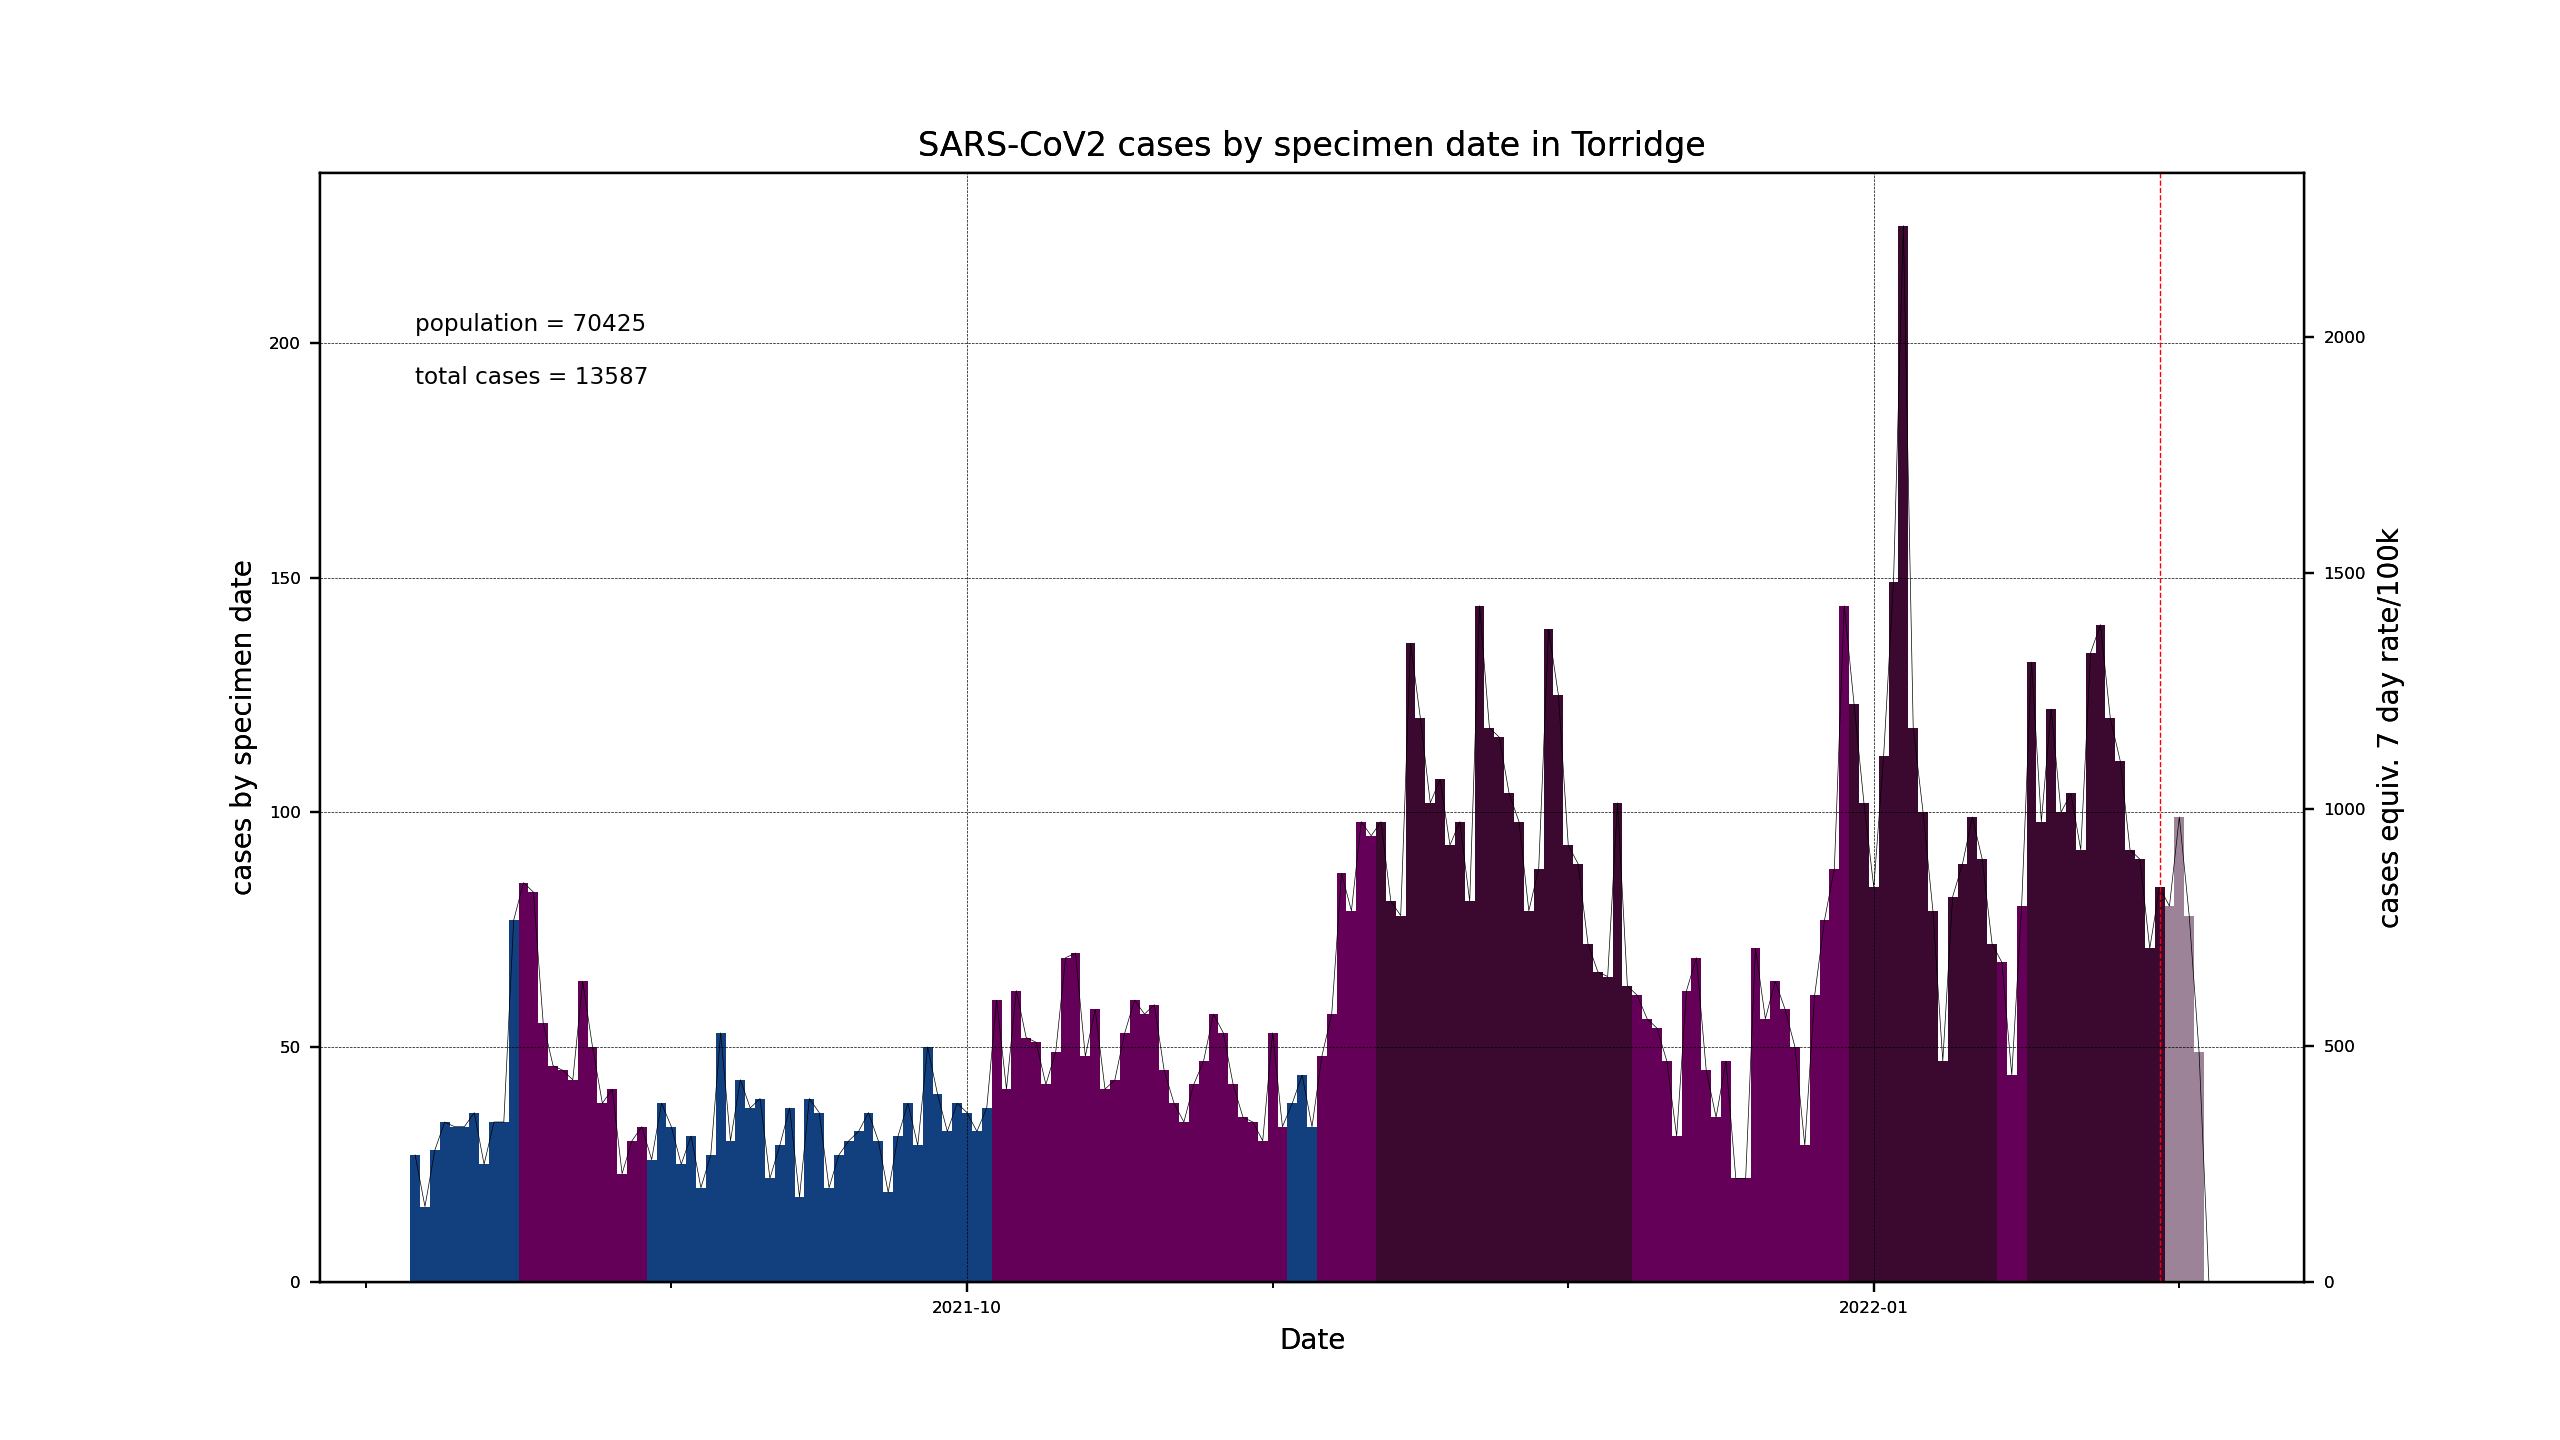 SARS-CoV2 cases by specimen date in Torridge
population = 70425
total cases = 13587
cases by specimen date
200
150
100
50
0
2000
1500
1000
500
0
cases equiv. 7 day rate/100k
2021-10
2022-01
Date